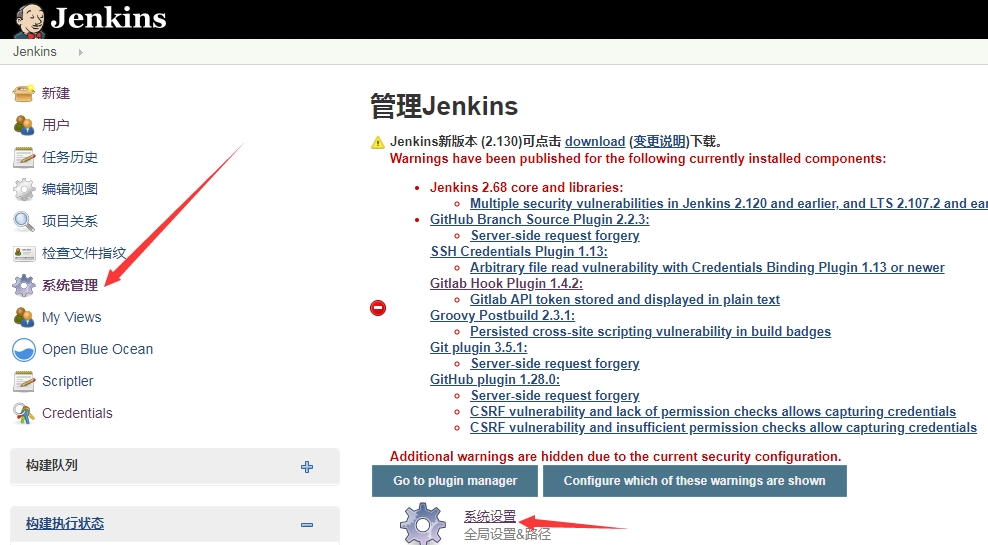 Jenkins
Jenkins
新建
用户
任务历史
编辑视图
项目关系
检查文件指纹
系统管理
My Views
Open Blue Ocean
Scriptler
Credentials
构建队列
构建执行状态
管理Jenkins
Jenkins新版本 (2.130)可点击 download (变更说明)下载。
Warnings have been published for the following currently installed components:
Jenkins 2.68 core and libraries:
Multiple security vulnerabilities in Jenkins 2.120 and earlier, and LTS 2.107.2 and ear
GitHub Branch Source Plugin 2.2.3:
Server-side request forgery
SSH Credentials Plugin 1.13:
Arbitrary file read vulnerability with Credentials Binding Plugin 1.13 or newer
Gitlab Hook Plugin 1.4.2:
Gitlab API token stored and displayed in plain text
Groovy Postbuild 2.3.1:
Persisted cross-site scripting vulnerability in build badges
Git plugin 3.5.1:
Server-side request forgery
GitHub plugin 1.28.0:
Server-side request forgery
CSRF vulnerability and lack of permission checks allows capturing credentials
CSRF vulnerability and insufficient permission checks allow capturing credentials
Additional warnings are hidden due to the current security configuration.
Go to plugin manager
Configure which of these warnings are shown
系统设置
全局设置&路径